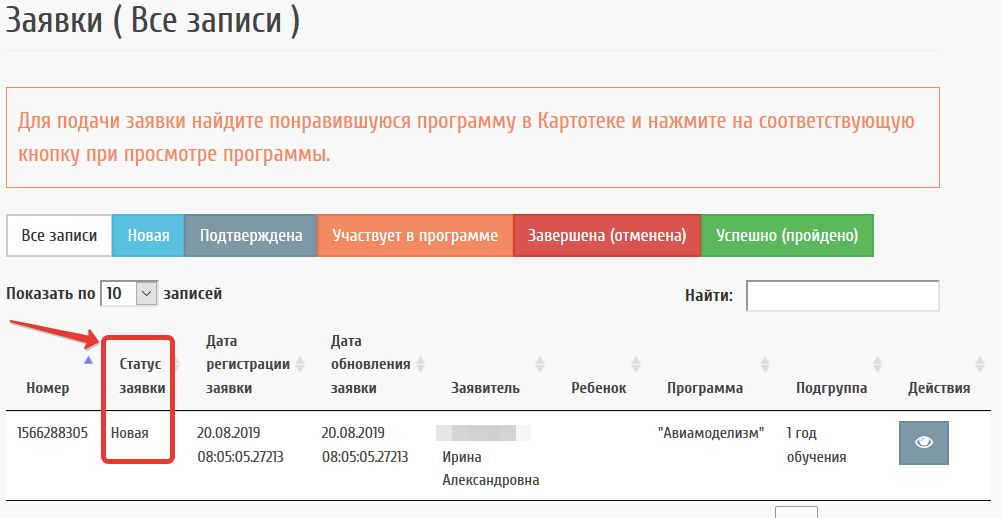 Заявки ( Все записи )
Для подачи заявки найдите понравившуюся программу в Картотеке и нажмите на соответствующую
кнопку при просмотре программы.
Все записи Новая Подтверждена Участвует в программе Завершена (отменена) Успешно (пройдено)
Показать по 10 записей Найти:
Номер Статус заявки Дата регистрации заявки Дата обновления заявки Заявитель Ребенок Программа Подгруппа Действия
1566288305 Новая 20.08.2019 20.08.2019 "Авиамоделизм" 1 год
08:05:05.27213 08:05:05.27213 Ирина обучения
Александровна